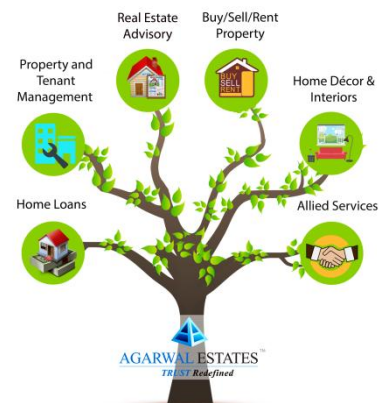 Real Estate
Advisory
Buy/Sell/Rent
Property
Property and
Tenant
Management
Home Décor &
Interiors
BUY
SELL
RENT
Home Loans
Allied Services
AGARWAL ESTATES™
TRUST Redefined